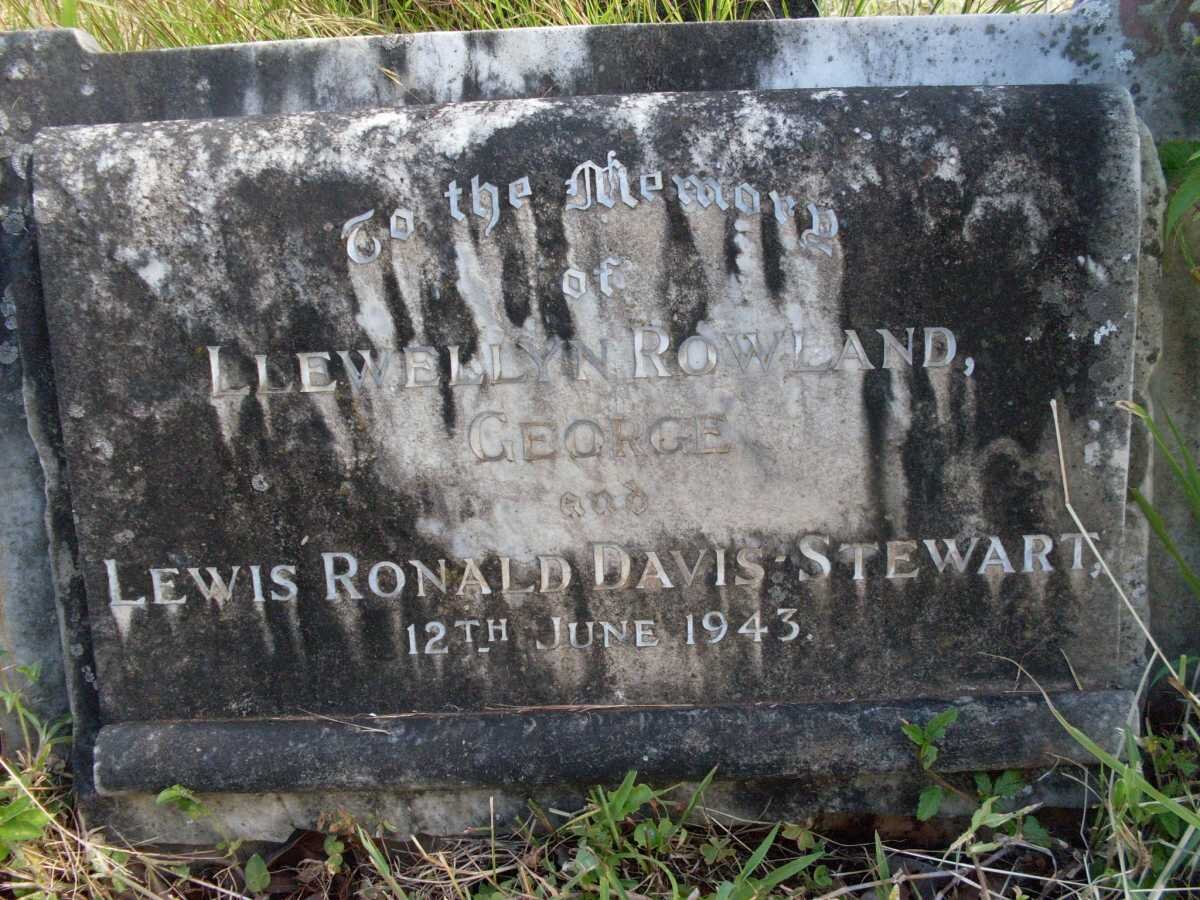 To the Memory
of
LLEWELLYN ROWLAND,
GEORGE
and
LEWIS RONALD DAVIS-STEWART,
12TH JUNE 1943.